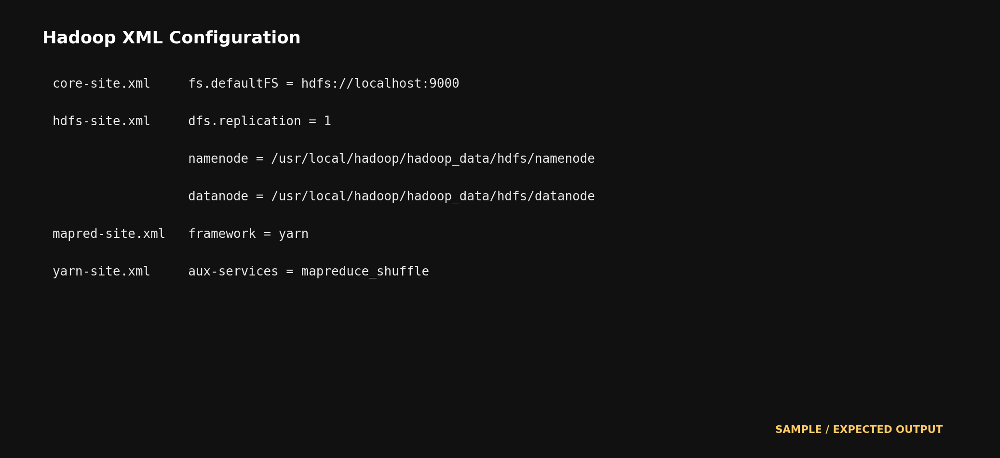 Hadoop XML Configuration
core-site.xml     fs.defaultFS = hdfs://localhost:9000
hdfs-site.xml     dfs.replication = 1
                  namenode = /usr/local/hadoop/hadoop_data/hdfs/namenode
                  datanode = /usr/local/hadoop/hadoop_data/hdfs/datanode
mapred-site.xml   framework = yarn
yarn-site.xml     aux-services = mapreduce_shuffle
SAMPLE / EXPECTED OUTPUT